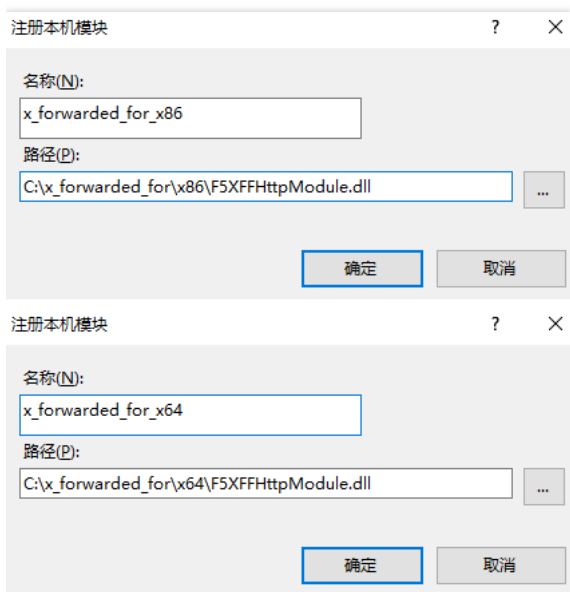 注册本机模块 ?
名称(N):
x_forwarded_for_x86
路径(P):
C:\x_forwarded_for\x86\F5XFFHttpModule.dll ...
确定 取消
注册本机模块 ?
名称(N):
x_forwarded_for_x64
路径(P):
C:\x_forwarded_for\x64\F5XFFHttpModule.dll ...
确定 取消